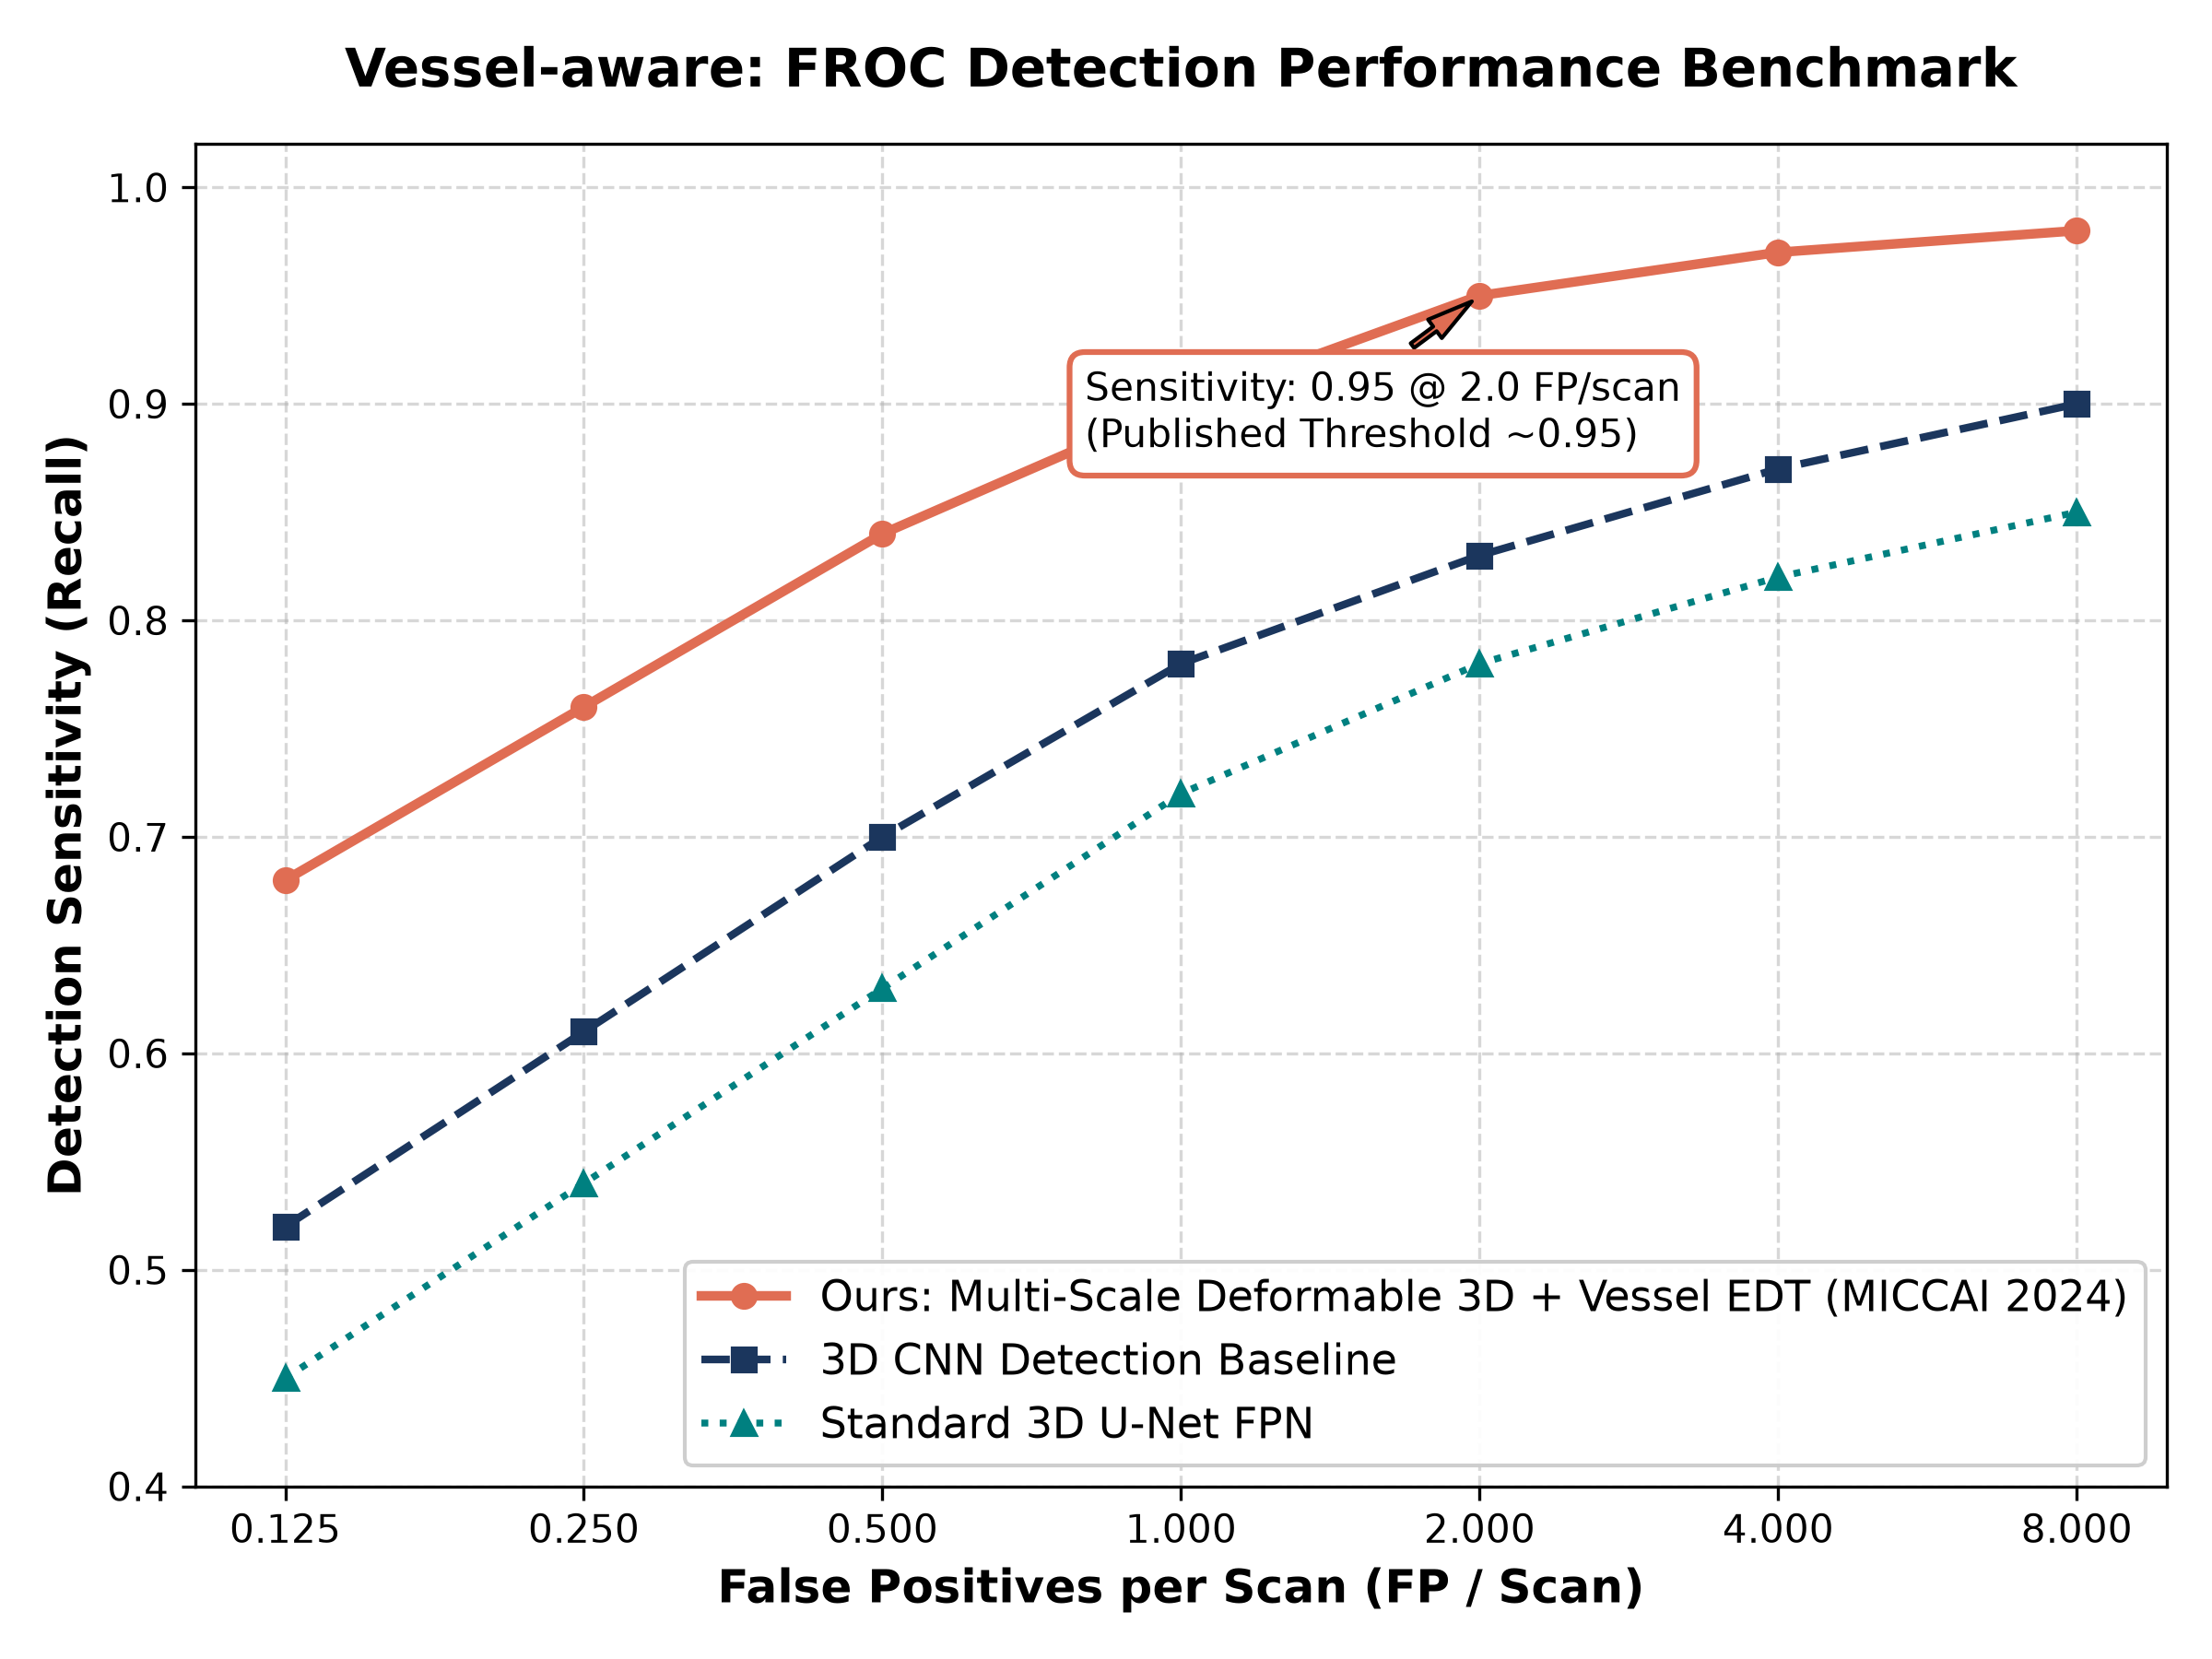 Vessel-aware: FROC Detection Performance Benchmark
Detection Sensitivity (Recall)
1.0
0.9
0.8
0.7
0.6
0.5
0.4
Sensitivity: 0.95 @ 2.0 FP/scan
(Published Threshold ~0.95)
Ours: Multi-Scale Deformable 3D + Vessel EDT (MICCAI 2024)
3D CNN Detection Baseline
Standard 3D U-Net FPN
0.125 0.250 0.500 1.000 2.000 4.000 8.000
False Positives per Scan (FP / Scan)